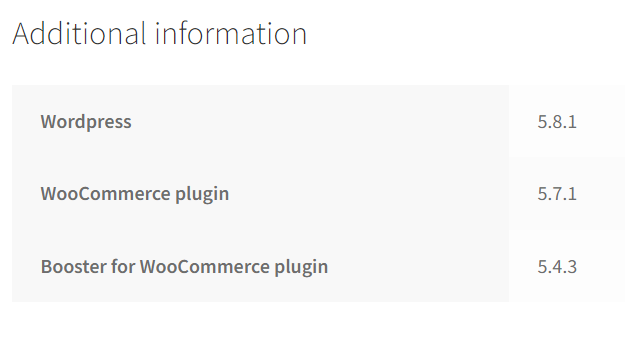 Additional information
Wordpress 5.8.1
WooCommerce plugin 5.7.1
Booster for WooCommerce plugin 5.4.3